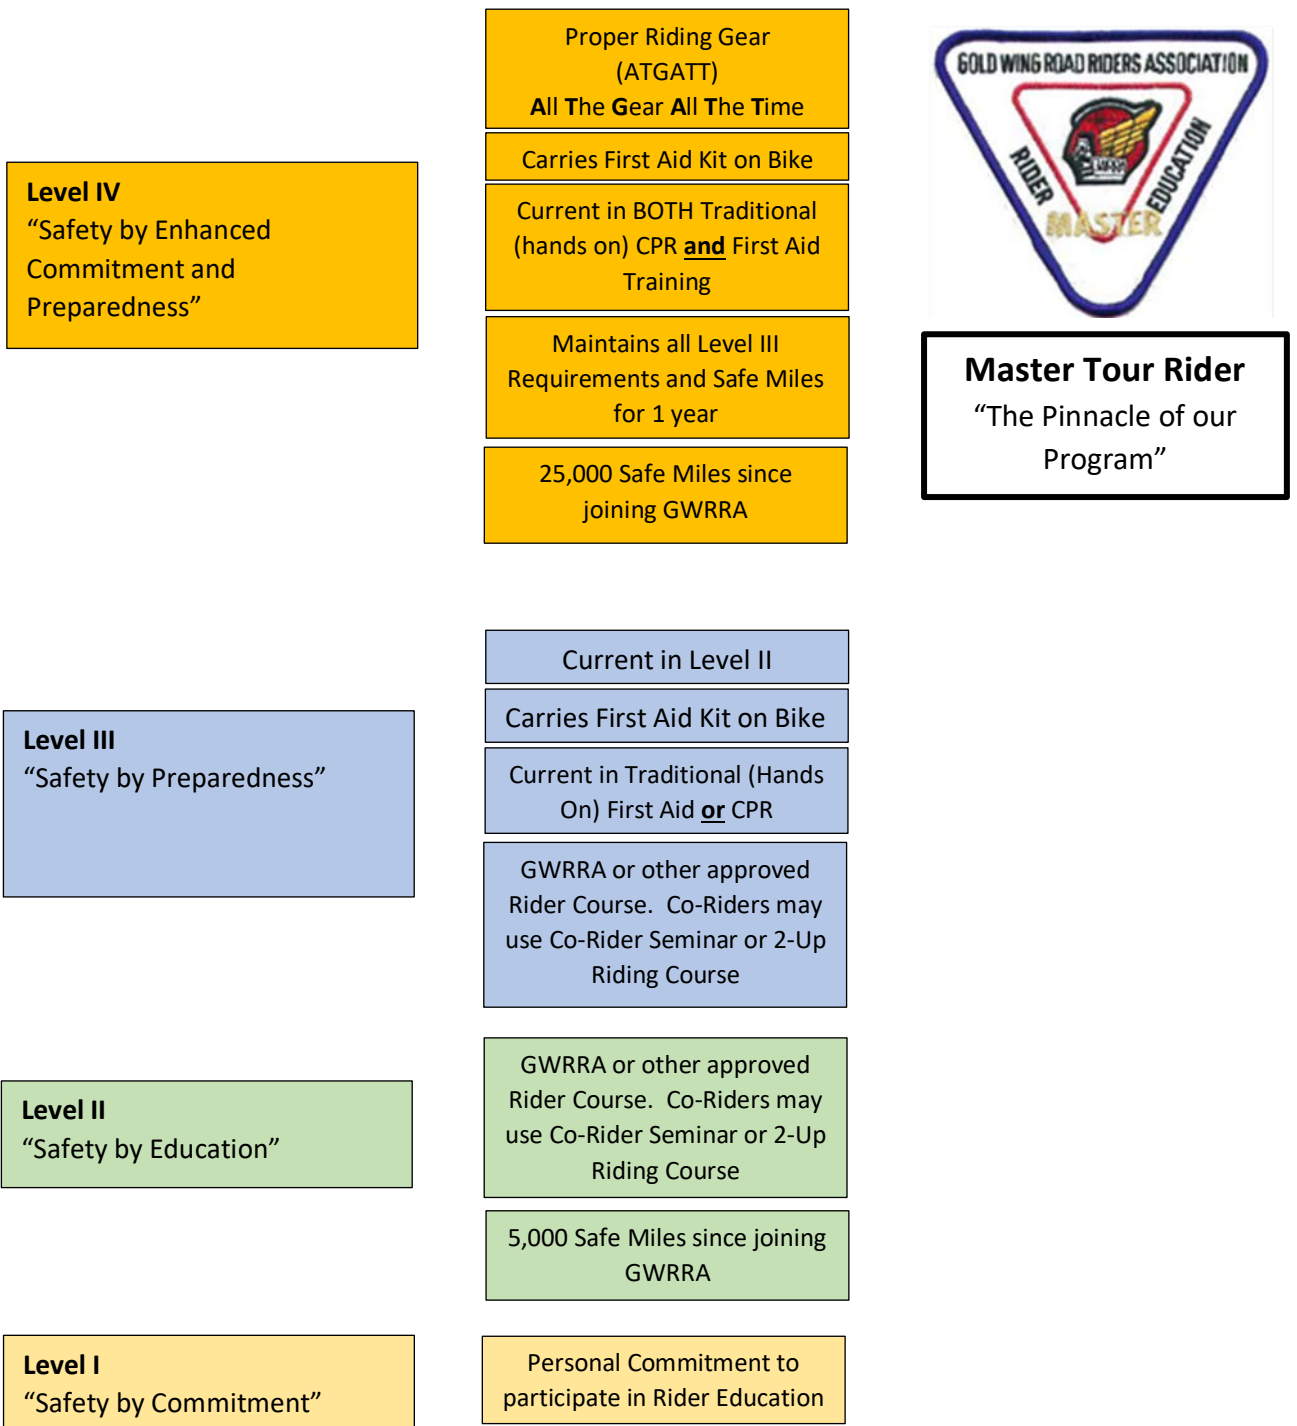 Level IV
“Safety by Enhanced
Commitment and
Preparedness”
Proper Riding Gear
(ATGATT)
All The Gear All The Time
Carries First Aid Kit on Bike
Current in BOTH Traditional
(hands on) CPR and First Aid
Training
Maintains all Level III
Requirements and Safe Miles
for 1 year
25,000 Safe Miles since
joining GWRRA
GOLD WING ROAD RIDERS ASSOCIATION
RIDER
EDUCATION
MASTER
Master Tour Rider
“The Pinnacle of our
Program”
Level III
“Safety by Preparedness”
Current in Level II
Carries First Aid Kit on Bike
Current in Traditional (Hands
On) First Aid or CPR
GWRRA or other approved
Rider Course.  Co-Riders may
use Co-Rider Seminar or 2-Up
Riding Course
Level II
“Safety by Education”
GWRRA or other approved
Rider Course.  Co-Riders may
use Co-Rider Seminar or 2-Up
Riding Course
5,000 Safe Miles since joining
GWRRA
Level I
“Safety by Commitment”
Personal Commitment to
participate in Rider Education